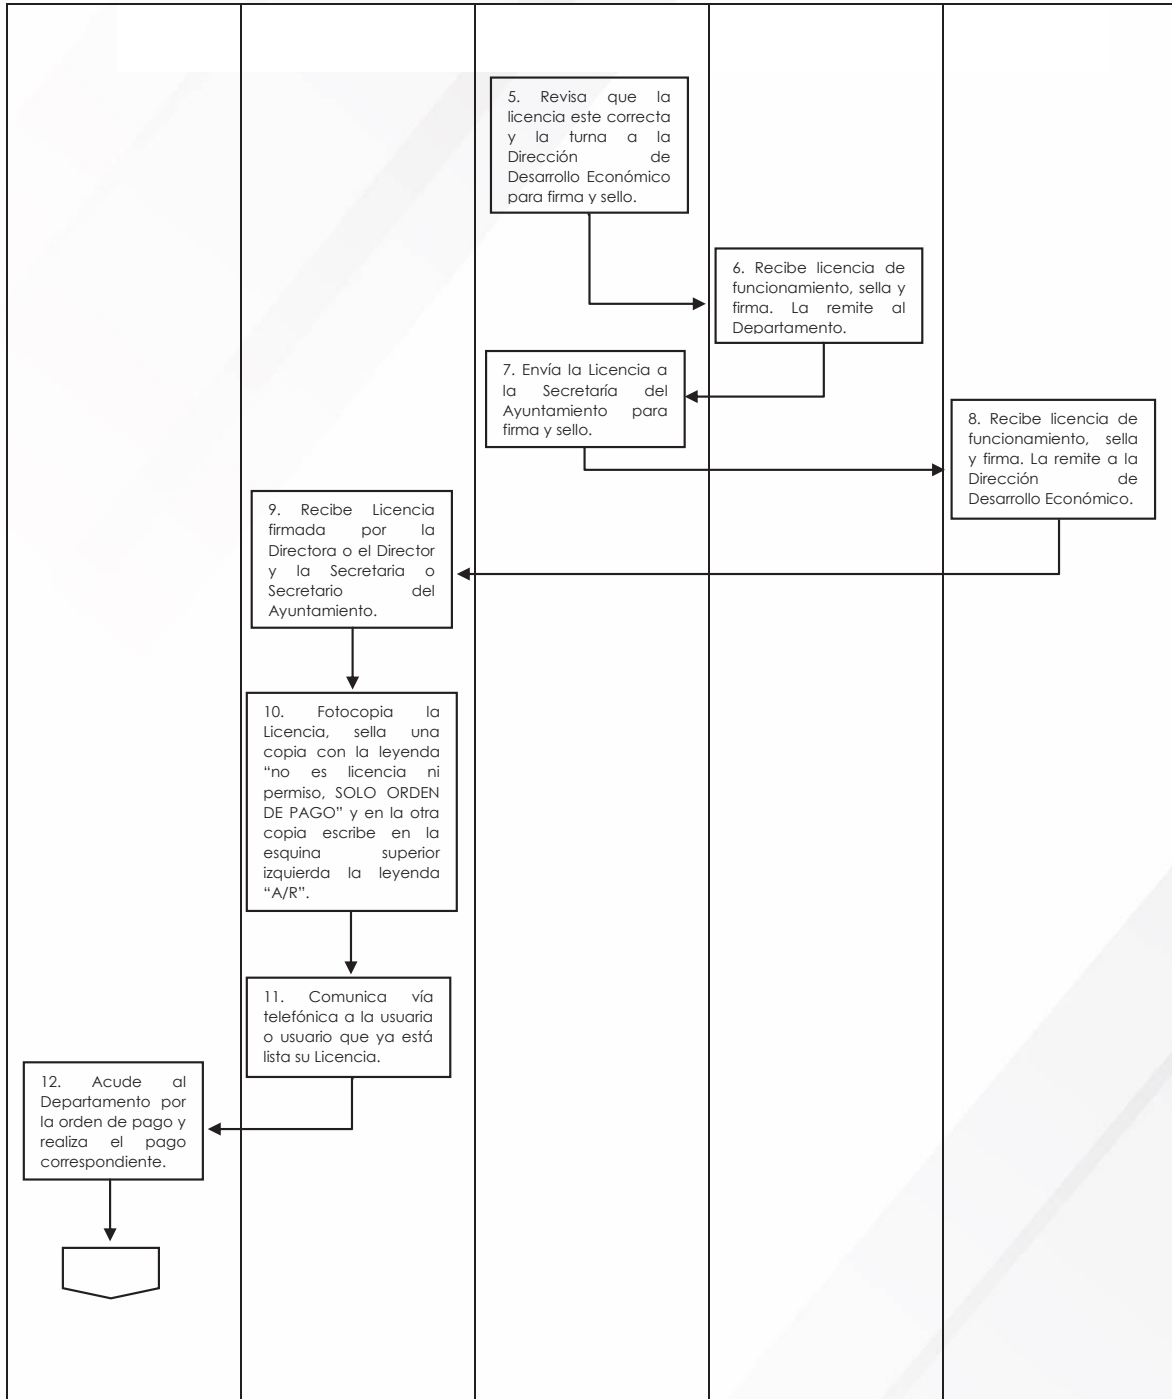 5. Revisa que la
licencia este correcta
y la turna a la
Dirección de
Desarrollo Económico
para firma y sello.
6. Recibe licencia de
funcionamiento, sella y
firma. La remite al
Departamento.
7. Envía la Licencia a
la Secretaría del
Ayuntamiento para
firma y sello.
8. Recibe licencia de
funcionamiento, sella
y firma. La remite a la
Dirección de
Desarrollo Económico.
9. Recibe Licencia
firmada por la
Directora o el Director
y la Secretaria o
Secretario del
Ayuntamiento.
10. Fotocopia la
Licencia, sella una
copia con la leyenda
“no es licencia ni
permiso, SOLO ORDEN
DE PAGO” y en la otra
copia escribe en la
esquina superior
izquierda la leyenda
“A/R”.
11. Comunica vía
telefónica a la usuaria
o usuario que ya está
lista su Licencia.
12. Acude al
Departamento por
la orden de pago y
realiza el pago
correspondiente.